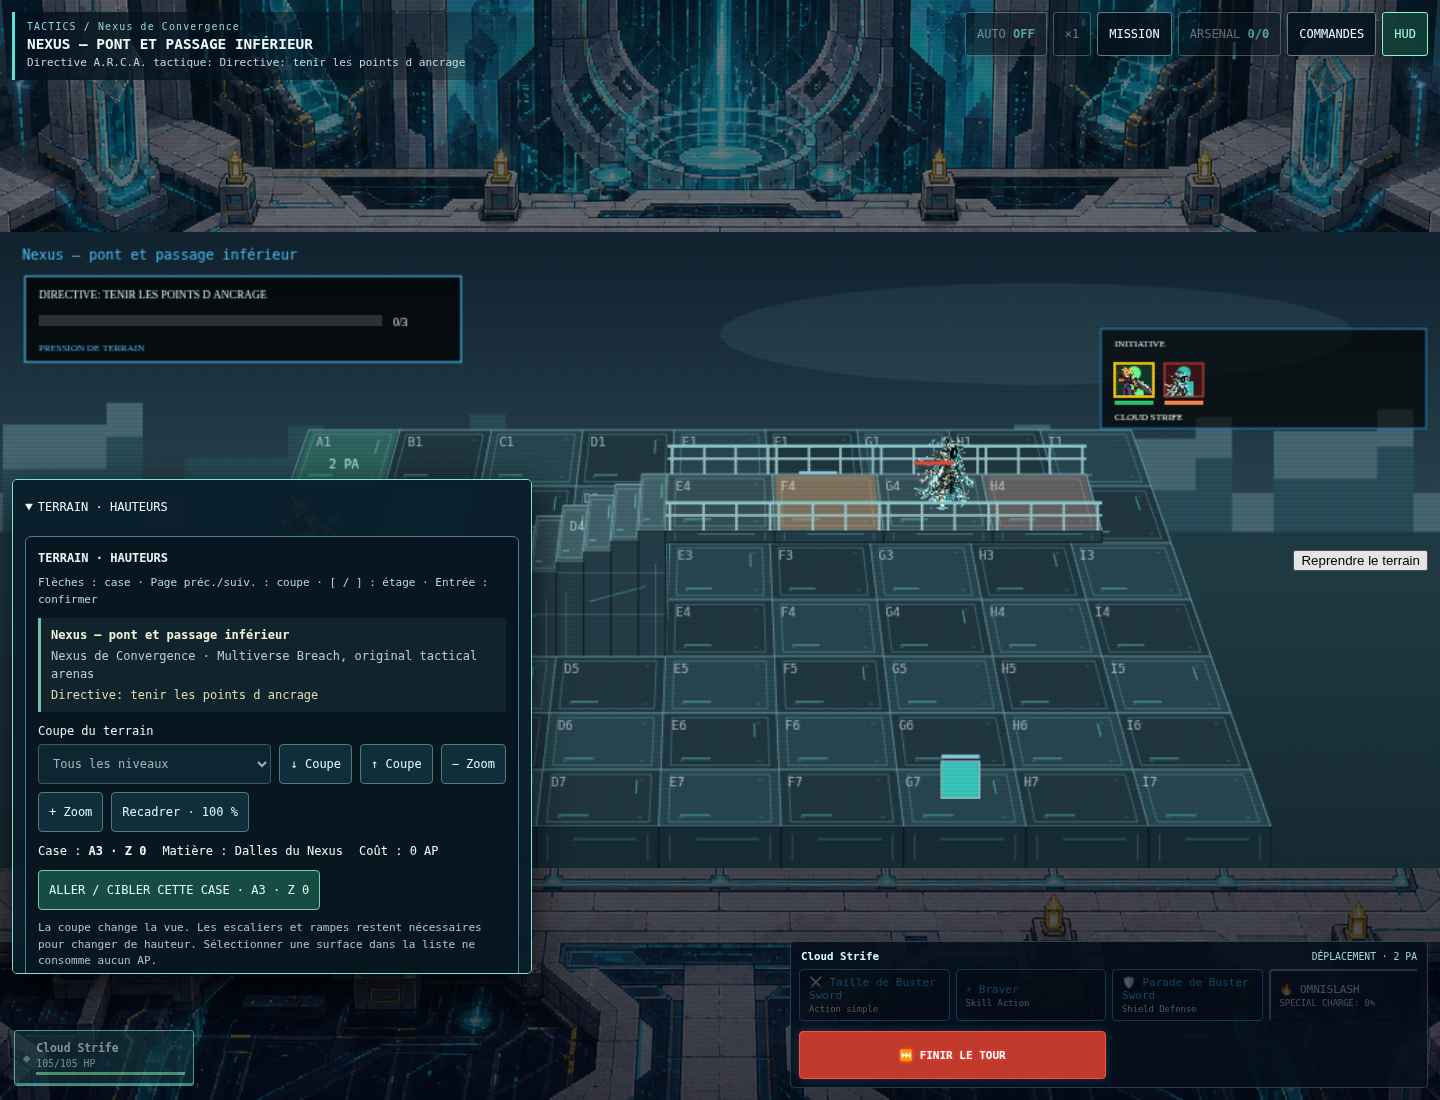 TACTICS / Nexus de Convergence
NEXUS — PONT ET PASSAGE INFÉRIEUR
Directive A.R.C.A. tactique: Directive: tenir les points d ancrage
AUTO OFF
×1
MISSION
ARSENAL 0/0
COMMANDES
HUD
Nexus — pont et passage inférieur
DIRECTIVE: TENIR LES POINTS D ANCRAGE
0/3
PRESSION DE TERRAIN
INITIATIVE
CLOUD STRIFE
A1 B1 C1 D1 E1 F1 G1 H1 I1
2 PA
E4 F4 G4 H4
D4
E3 F3 G3 H3 I3
E4 F4 G4 H4 I4
D5 E5 F5 G5 H5 I5
D6 E6 F6 G6 H6 I6
D7 E7 F7 G7 H7 I7
Reprendre le terrain
▼ TERRAIN · HAUTEURS
TERRAIN · HAUTEURS
Flèches : case · Page préc./suiv. : coupe · [ / ] : étage · Entrée :
confirmer
Nexus — pont et passage inférieur
Nexus de Convergence · Multiverse Breach, original tactical
arenas
Directive: tenir les points d ancrage
Coupe du terrain
Tous les niveaux
↓ Coupe
↑ Coupe
− Zoom
+ Zoom
Recadrer · 100 %
Case : A3 · Z 0 Matière : Dalles du Nexus Coût : 0 AP
ALLER / CIBLER CETTE CASE · A3 · Z 0
La coupe change la vue. Les escaliers et rampes restent nécessaires
pour changer de hauteur. Sélectionner une surface dans la liste ne
consomme aucun AP.
Cloud Strife
105/105 HP
Cloud Strife
DÉPLACEMENT · 2 PA
Taille de Buster
Sword
Action simple
Braver
Skill Action
Parade de Buster
Sword
Shield Defense
OMNISLASH
SPECIAL CHARGE: 0%
FINIR LE TOUR